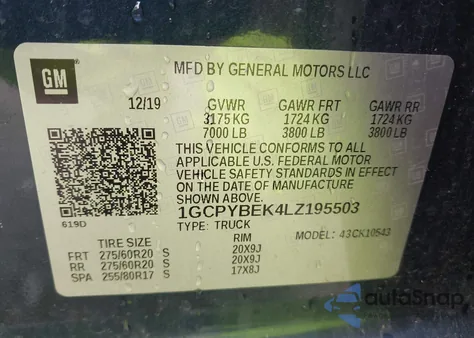 GM
MFD BY GENERAL MOTORS LLC
12/19
GVWR GAWR FRT GAWR RR
3175 KG 1724 KG 1724 KG
7000 LB 3800 LB 3800 LB
THIS VEHICLE CONFORMS TO ALL
APPLICABLE U.S. FEDERAL MOTOR
VEHICLE SAFETY STANDARDS IN EFFECT
ON THE DATE OF MANUFACTURE SHOWN ABOVE.
1GCPYBEK4LZ195503
619D
TYPE: TRUCK MODEL: 43CK10543
TIRE SIZE RIM
FRT 275/60R20 S 20X9J
RR 275/60R20 S 20X9J
SPA 255/80R17 S 17X8J
autoSnap